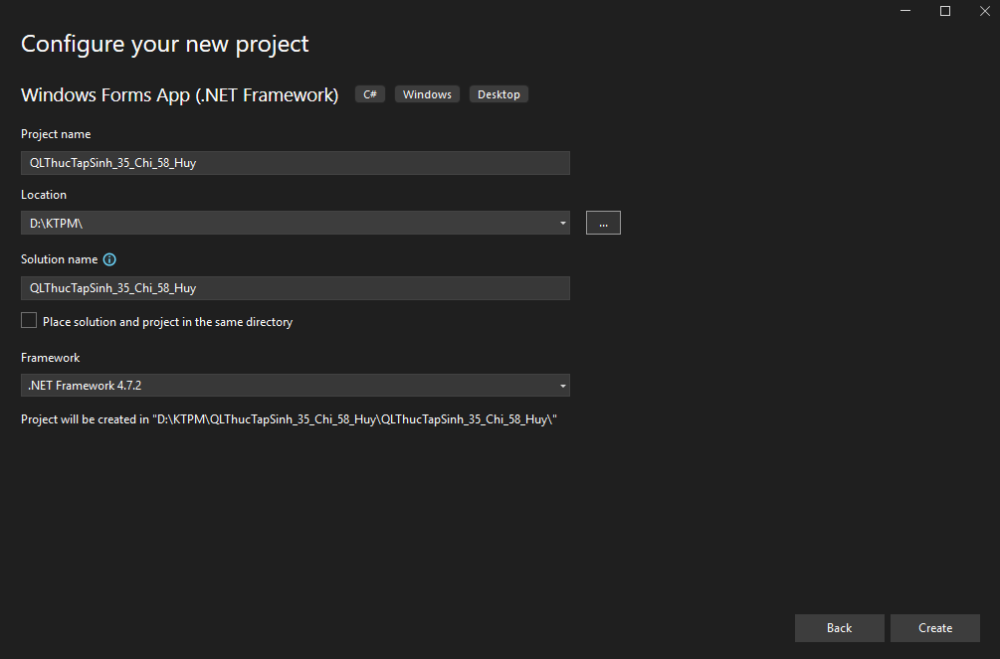 Configure your new project
Windows Forms App (.NET Framework) C# Windows Desktop
Project name
QLThucTapSinh_35_Chi_58_Huy
Location
D:\KTPM\
...
Solution name
QLThucTapSinh_35_Chi_58_Huy
Place solution and project in the same directory
Framework
.NET Framework 4.7.2
Project will be created in "D:\KTPM\QLThucTapSinh_35_Chi_58_Huy\QLThucTapSinh_35_Chi_58_Huy\"
Back Create